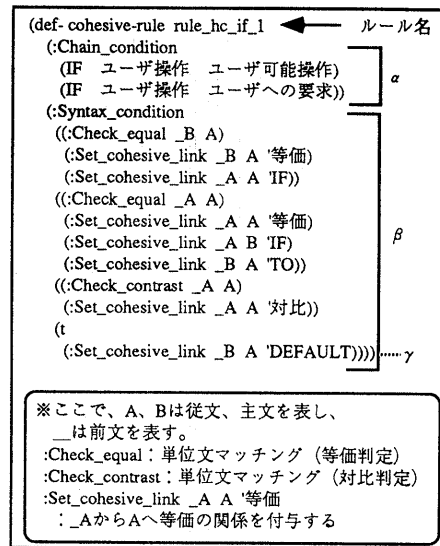 (def- cohesive-rule rule_hc_if_1 ルール名
(:Chain_condition
(IF ユーザ操作 ユーザ可能操作)
(IF ユーザ操作 ユーザへの要求))
α
(:Syntax_condition
((:Check_equal _B A)
(:Set_cohesive_link _B A '等価)
(:Set_cohesive_link _A A 'IF))
((:Check_equal _A A)
(:Set_cohesive_link _A A '等価)
(:Set_cohesive_link _A B 'IF)
(:Set_cohesive_link _B A 'TO))
β
((:Check_contrast _A A)
(:Set_cohesive_link _A A '対比))
(t
(:Set_cohesive_link _B A 'DEFAULT)))) ······ γ
※ここで、A、Bは従文、主文を表し、
__は前文を表す。
:Check_equal：単位文マッチング（等価判定）
:Check_contrast：単位文マッチング（対比判定）
:Set_cohesive_link _A A '等価
：_AからAへ等価の関係を付与する